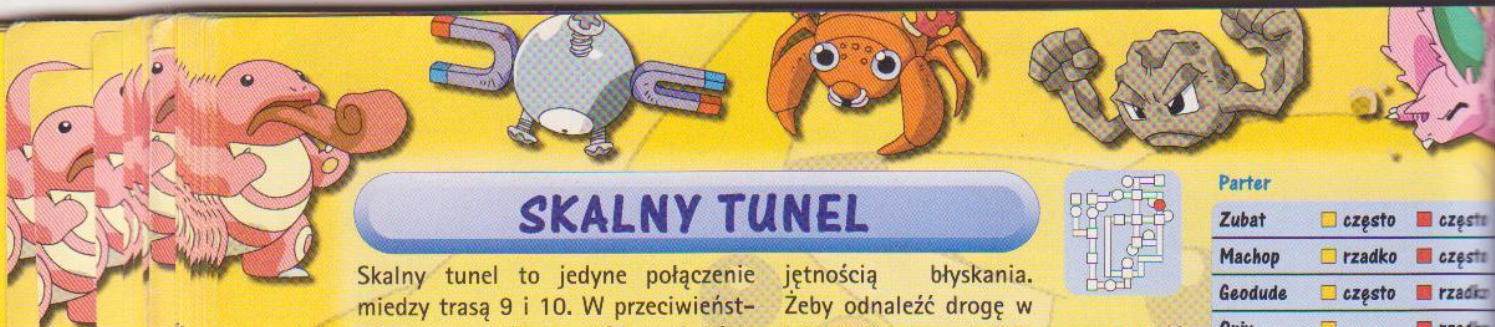 SKALNY TUNEL
Skalny tunel to jedyne połączenie
miedzy trasą 9 i 10. W przeciwieńst-
jętnością błyskania.
Żeby odnaleźć drogę w
Parter
Zubat często często
Machop rzadko często
Geodude często rzadko